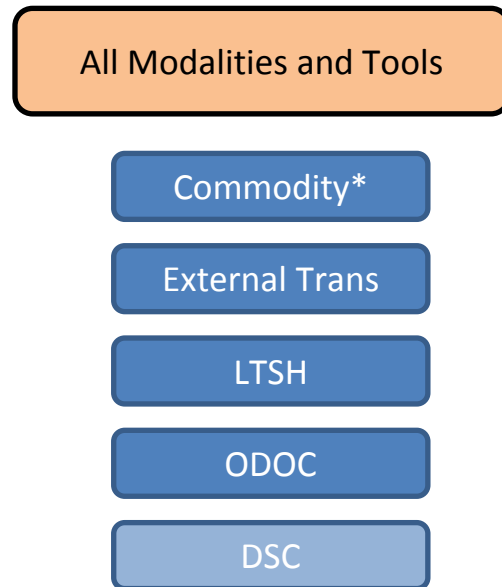 All Modalities and Tools
Commodity*
External Trans
LTSH
ODOC
DSC